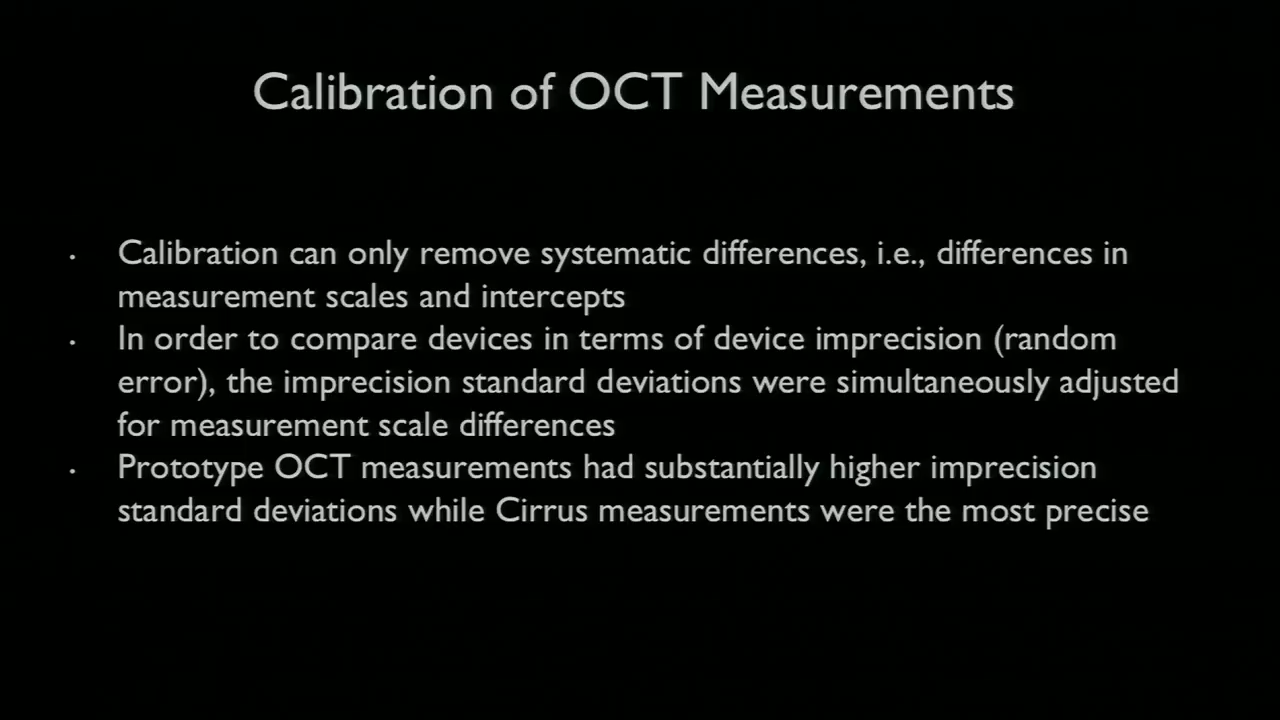 Calibration of OCT Measurements
• Calibration can only remove systematic differences, i.e., differences in
measurement scales and intercepts
• In order to compare devices in terms of device imprecision (random
error), the imprecision standard deviations were simultaneously adjusted
for measurement scale differences
• Prototype OCT measurements had substantially higher imprecision
standard deviations while Cirrus measurements were the most precise